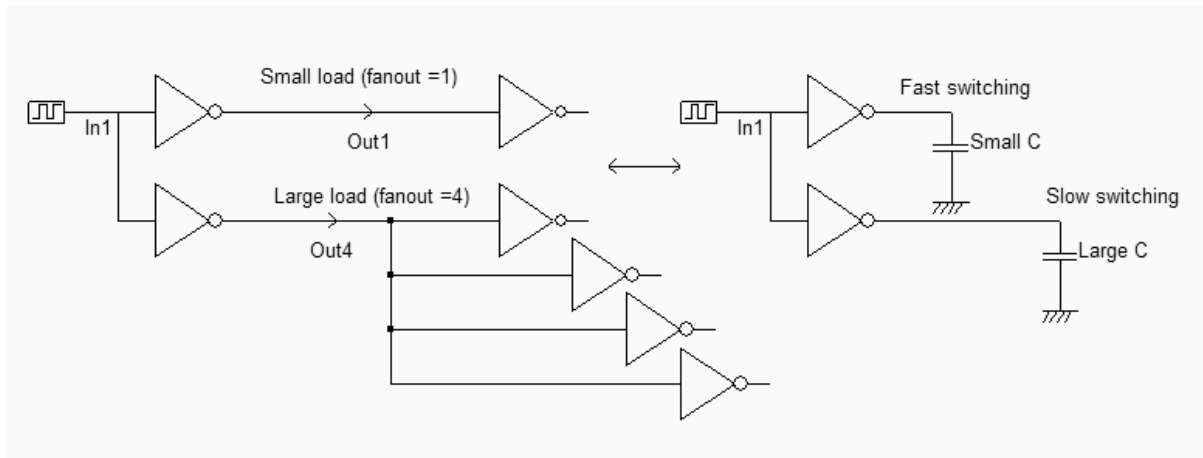 Small load (fanout =1)
In1
Out1
Large load (fanout =4)
Out4
Fast switching
In1
Small C
Slow switching
Large C